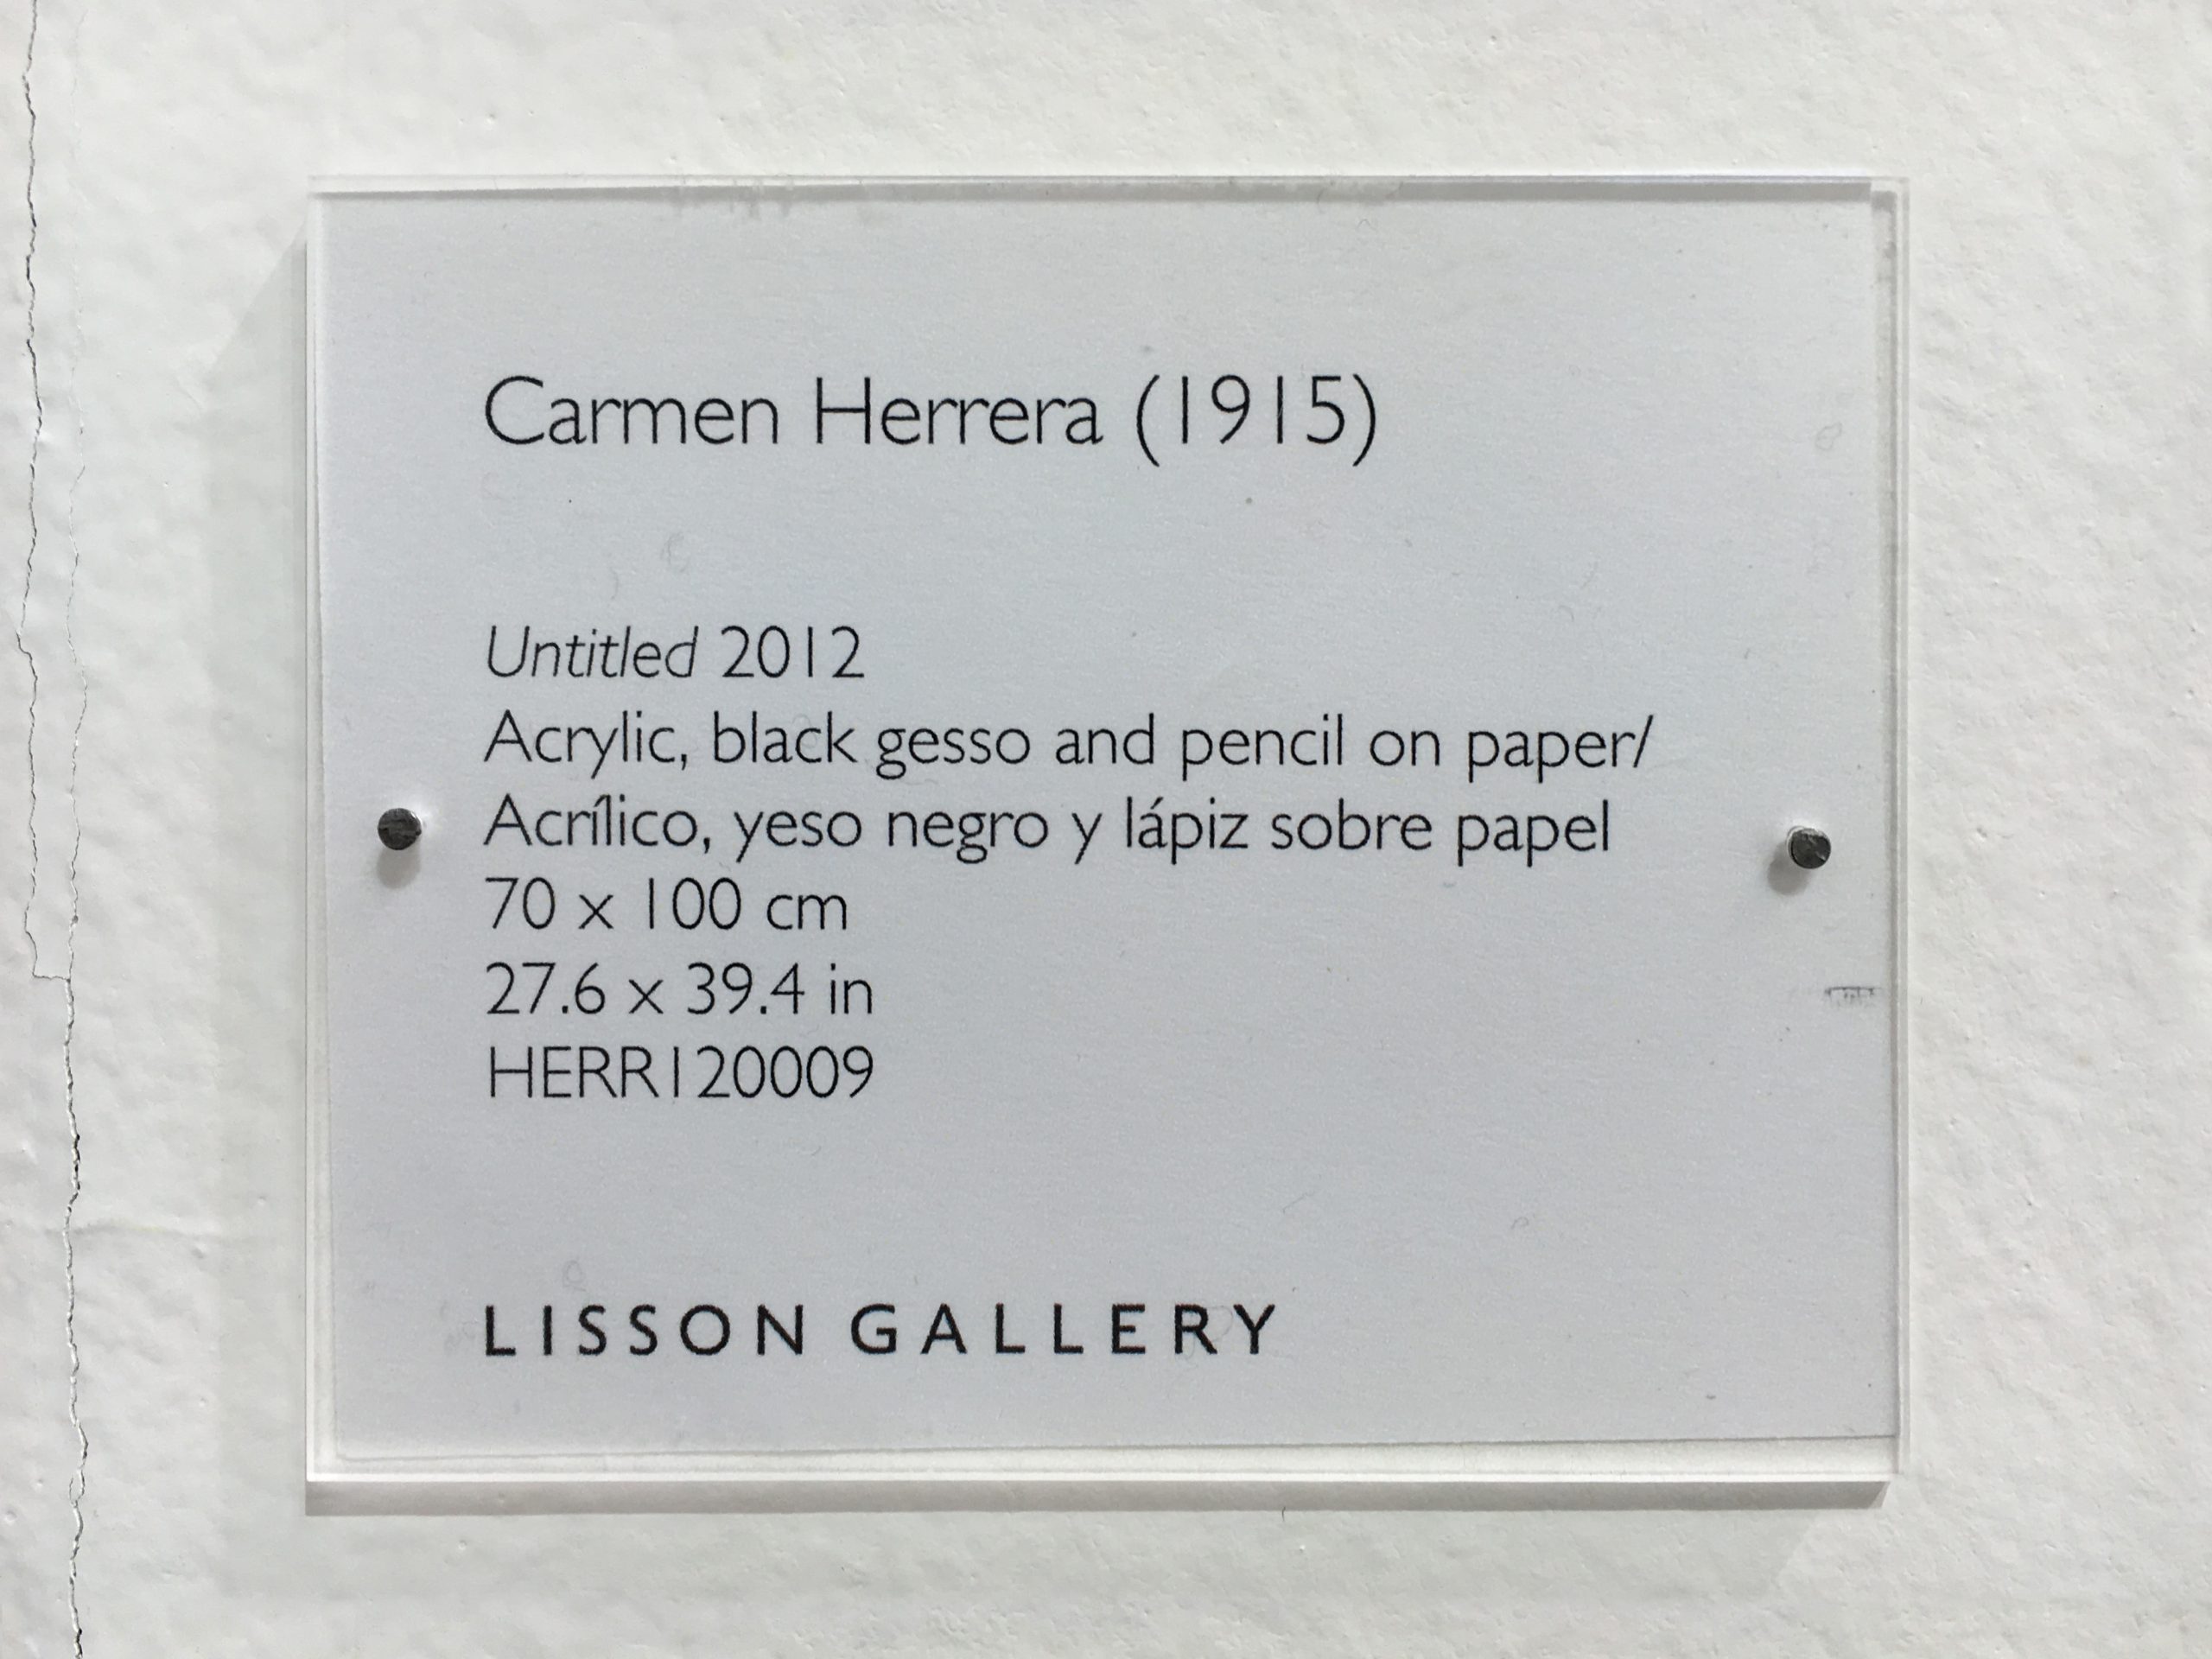 Carmen Herrera (1915)
Untitled 2012
Acrylic, black gesso and pencil on paper/
Acrílico, yeso negro y lápiz sobre papel
70 x 100 cm
27.6 x 39.4 in
HERR120009
LISSON GALLERY